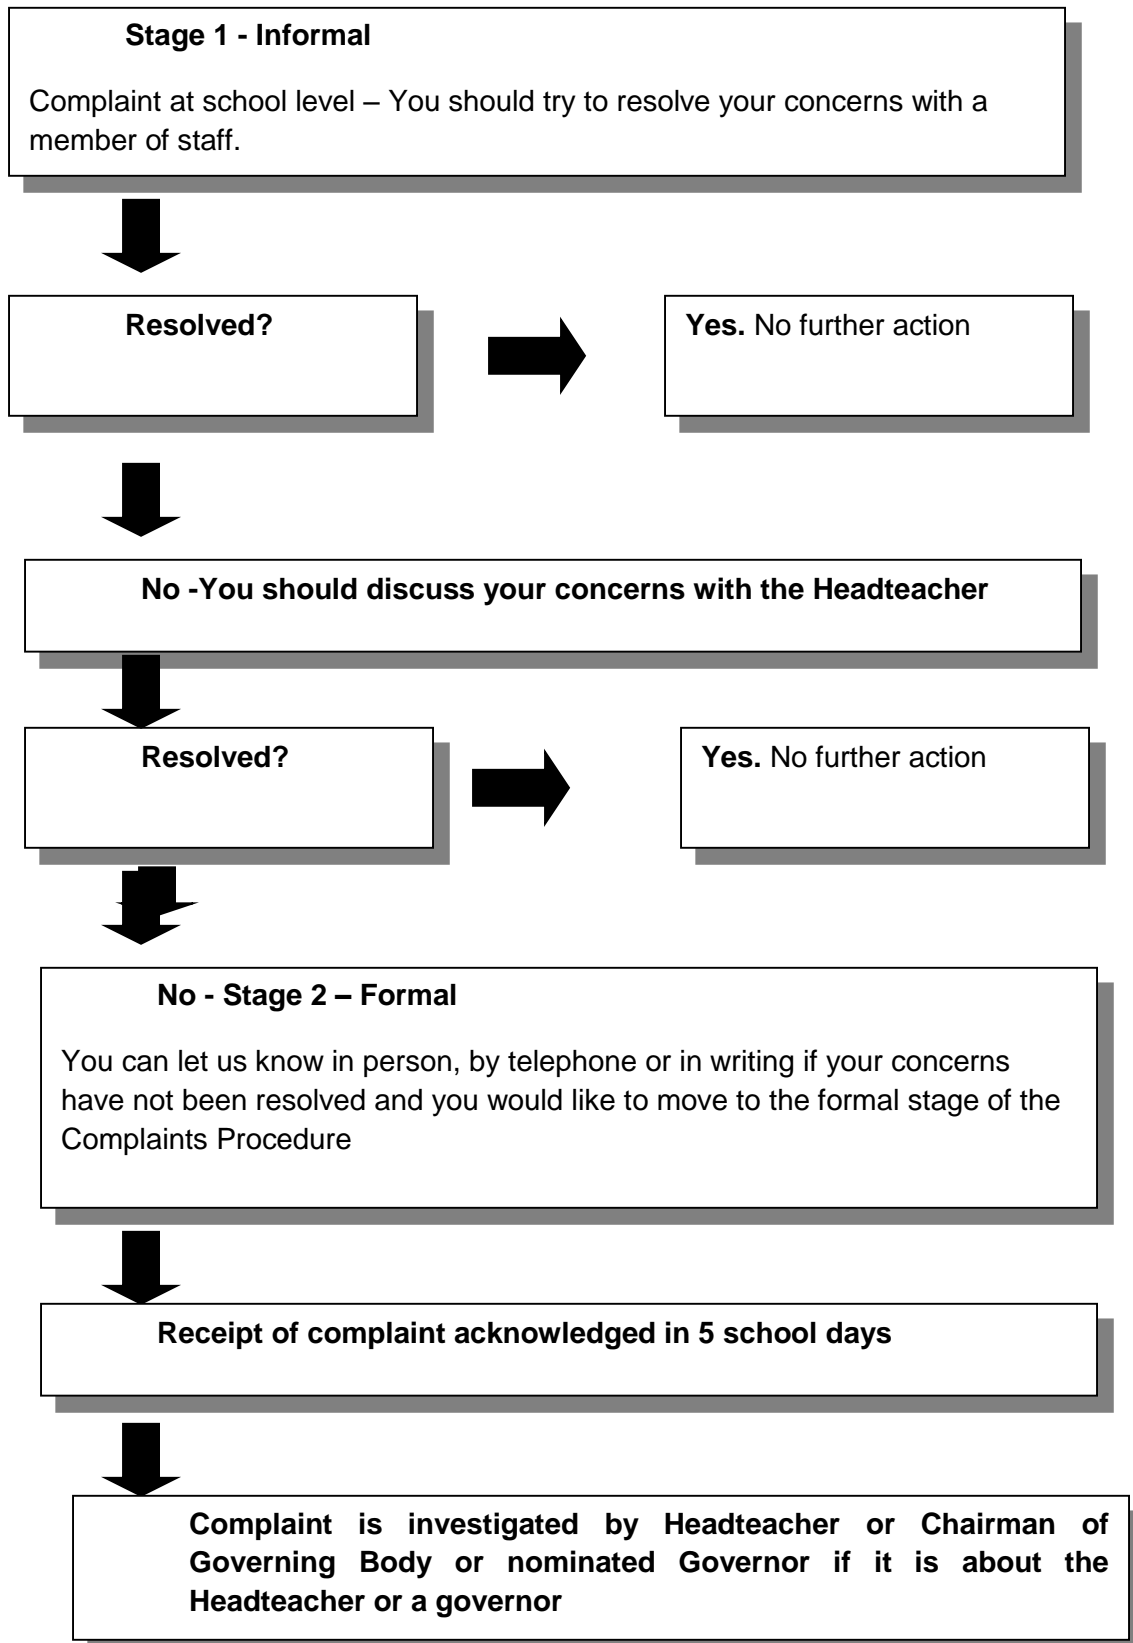 Stage 1 - Informal
Complaint at school level – You should try to resolve your concerns with a
member of staff.
Resolved?
Yes. No further action
No -You should discuss your concerns with the Headteacher
Resolved?
Yes. No further action
No - Stage 2 – Formal
You can let us know in person, by telephone or in writing if your concerns
have not been resolved and you would like to move to the formal stage of the
Complaints Procedure
Receipt of complaint acknowledged in 5 school days
Complaint is investigated by Headteacher or Chairman of
Governing Body or nominated Governor if it is about the
Headteacher or a governor